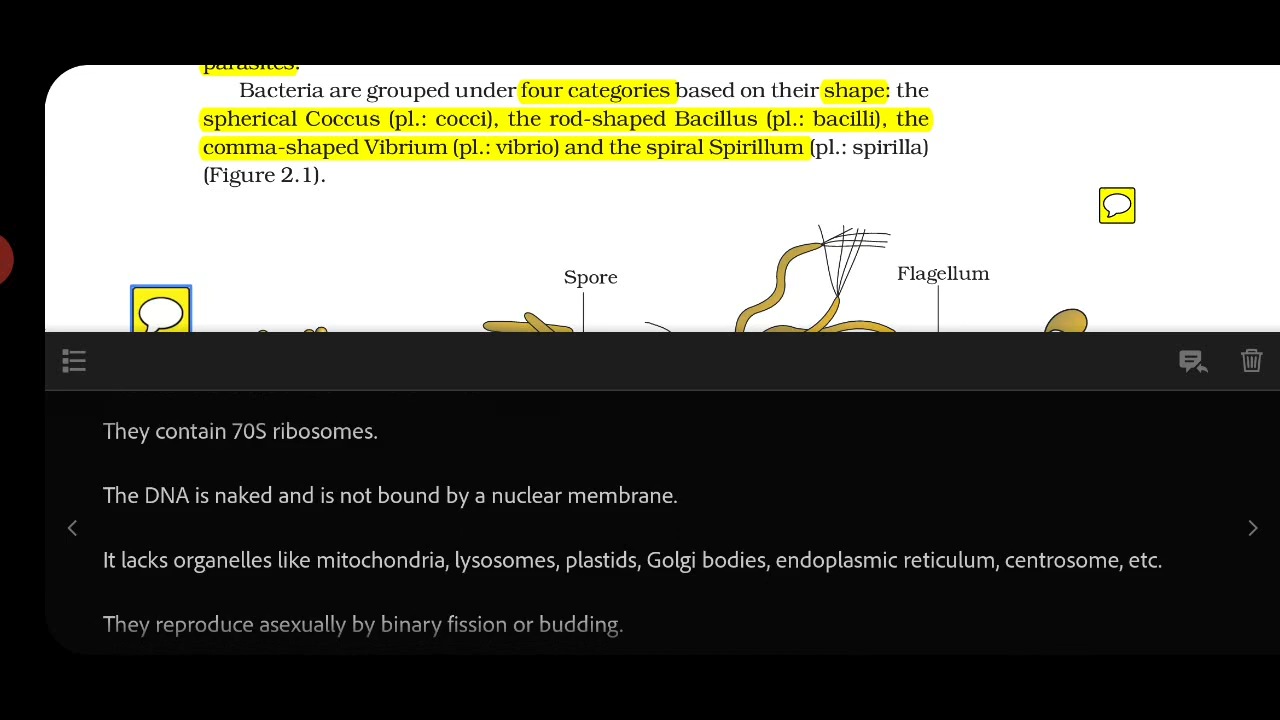 parasites.
Bacteria are grouped under four categories based on their shape: the
spherical Coccus (pl.: cocci), the rod-shaped Bacillus (pl.: bacilli), the
comma-shaped Vibrium (pl.: vibrio) and the spiral Spirillum (pl.: spirilla)
(Figure 2.1).
Spore
Flagellum
They contain 70S ribosomes.
The DNA is naked and is not bound by a nuclear membrane.
It lacks organelles like mitochondria, lysosomes, plastids, Golgi bodies, endoplasmic reticulum, centrosome, etc.
They reproduce asexually by binary fission or budding.